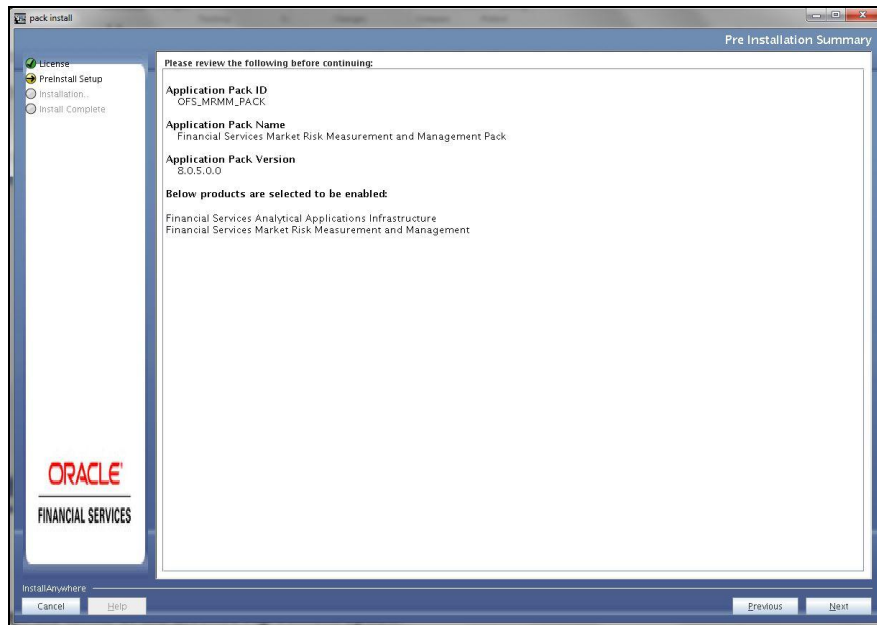 pack install
Pre Installation Summary
License
PreInstall Setup
Installation..
Install Complete
Please review the following before continuing:
Application Pack ID
OFS_MRMM_PACK
Application Pack Name
Financial Services Market Risk Measurement and Management Pack
Application Pack Version
8.0.5.0.0
Below products are selected to be enabled:
Financial Services Analytical Applications Infrastructure
Financial Services Market Risk Measurement and Management
ORACLE
FINANCIAL SERVICES
InstallAnywhere
Cancel Help Previous Next